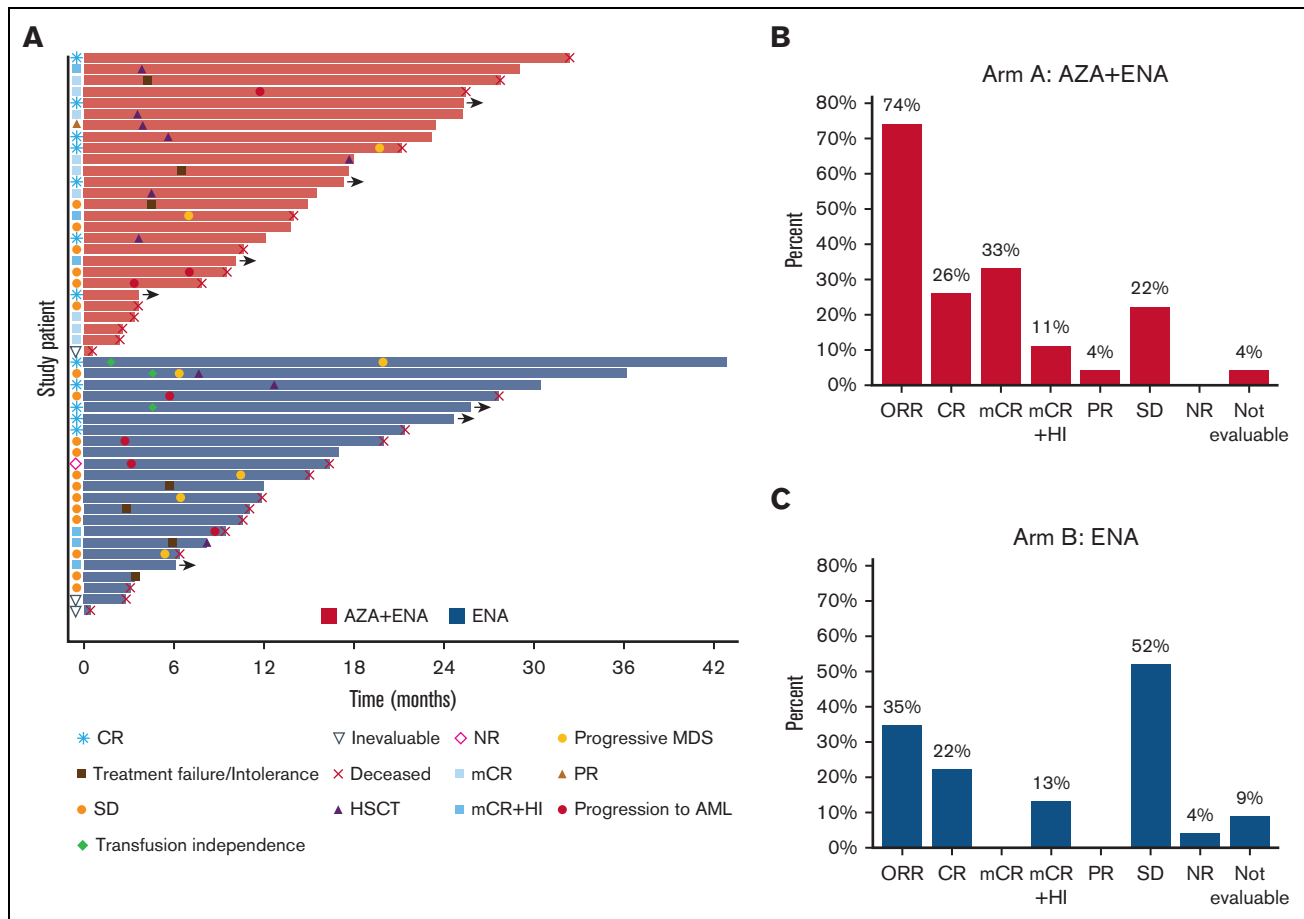 A
Study patient
AZA+ENA
ENA
0
6
12
18
24
30
36
42
Time (months)
CR
Inevaluable
NR
Progressive MDS
Treatment failure/Intolerance
Deceased
mCR
PR
SD
HSCT
mCR+HI
Progression to AML
Transfusion independence
B
Arm A: AZA+ENA
Percent
80%
70%
60%
50%
40%
30%
20%
10%
0%
74%
26%
33%
11%
4%
22%
4%
ORR
CR
mCR
mCR
+HI
PR
SD
NR
Not
evaluable
C
Arm B: ENA
Percent
80%
70%
60%
50%
40%
30%
20%
10%
0%
35%
22%
13%
52%
4%
9%
ORR
CR
mCR
mCR
+HI
PR
SD
NR
Not
evaluable